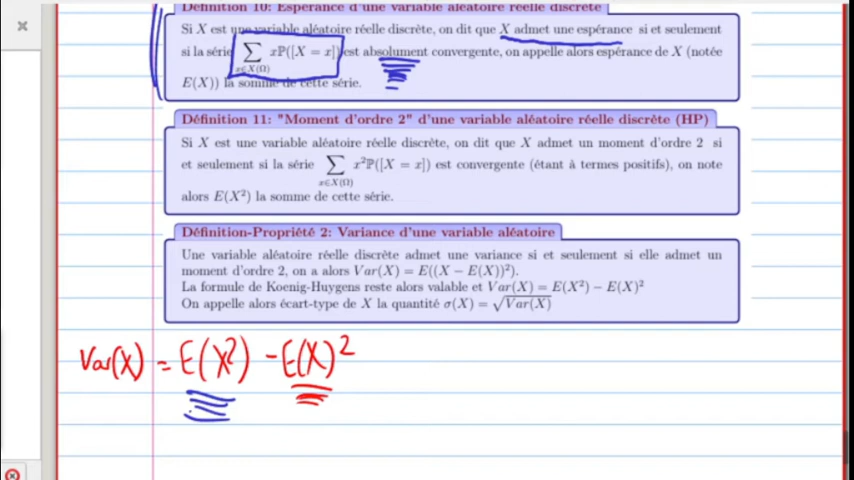 Définition 10: Espérance d'une variable aléatoire réelle discrète
Si X est une variable aléatoire réelle discrète, on dit que X admet une espérance si et seulement
si la série ∑ xℙ([X = x]) est absolument convergente, on appelle alors espérance de X (notée
x∈X(Ω)
E(X)) la somme de cette série.
Définition 11: "Moment d'ordre 2" d'une variable aléatoire réelle discrète (HP)
Si X est une variable aléatoire réelle discrète, on dit que X admet un moment d'ordre 2 si
et seulement si la série ∑ x²ℙ([X = x]) est convergente (étant à termes positifs), on note
x∈X(Ω)
alors E(X²) la somme de cette série.
Définition-Propriété 2: Variance d'une variable aléatoire
Une variable aléatoire réelle discrète admet une variance si et seulement si elle admet un
moment d'ordre 2, on a alors Var(X) = E((X − E(X))²).
La formule de Koenig-Huygens reste alors valable et Var(X) = E(X²) − E(X)²
On appelle alors écart-type de X la quantité σ(X) = √Var(X)
Var(X) = E(X²) − E(X)²